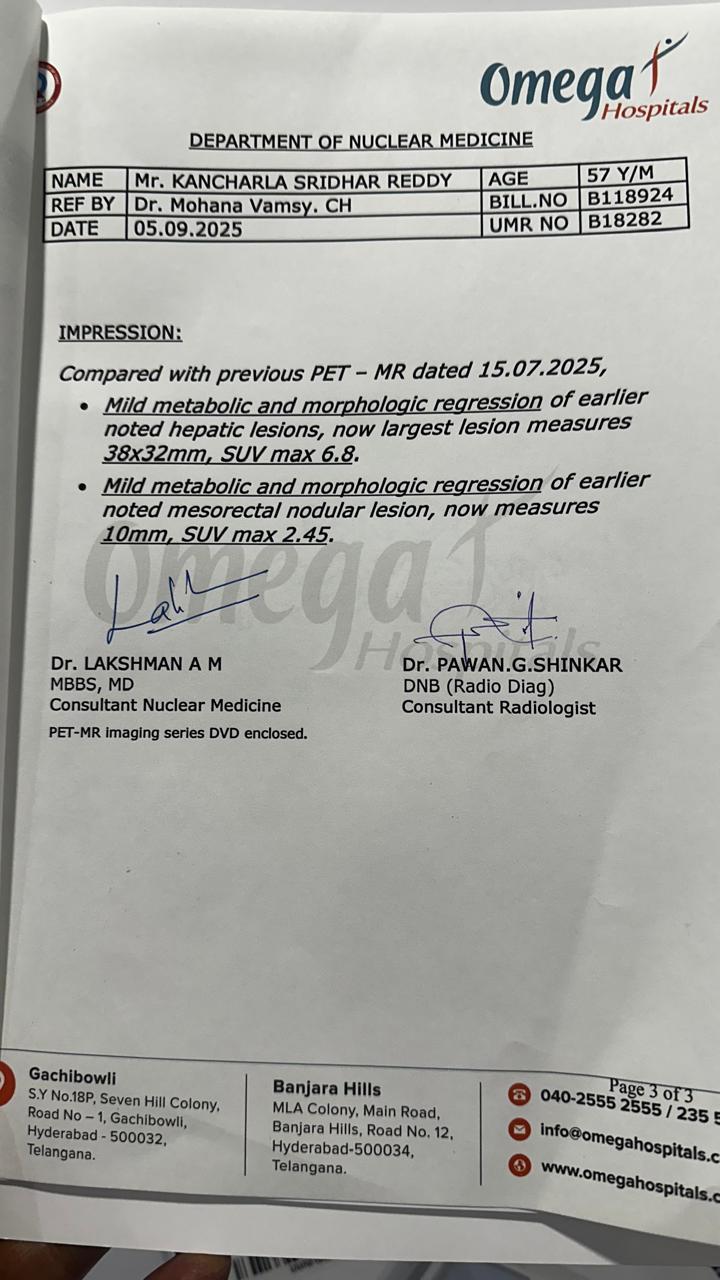 Omega
Hospitals
DEPARTMENT OF NUCLEAR MEDICINE
NAME Mr. KANCHARLA SRIDHAR REDDY AGE 57 Y/M
REF BY Dr. Mohana Vamsy. CH BILL.NO B118924
DATE 05.09.2025 UMR NO B18282
IMPRESSION:
Compared with previous PET – MR dated 15.07.2025,
• Mild metabolic and morphologic regression of earlier
noted hepatic lesions, now largest lesion measures
38x32mm, SUV max 6.8.
• Mild metabolic and morphologic regression of earlier
noted mesorectal nodular lesion, now measures
10mm, SUV max 2.45.
Omega
Hospitals
Dr. LAKSHMAN A M
MBBS, MD
Consultant Nuclear Medicine
PET-MR imaging series DVD enclosed.
Dr. PAWAN.G.SHINKAR
DNB (Radio Diag)
Consultant Radiologist
Gachibowli
S.Y No.18P, Seven Hill Colony,
Road No – 1, Gachibowli,
Hyderabad - 500032,
Telangana.
Banjara Hills
MLA Colony, Main Road,
Banjara Hills, Road No. 12,
Hyderabad-500034,
Telangana.
Page 3 of 3
040-2555 2555 / 235 5
info@omegahospitals.c
www.omegahospitals.c